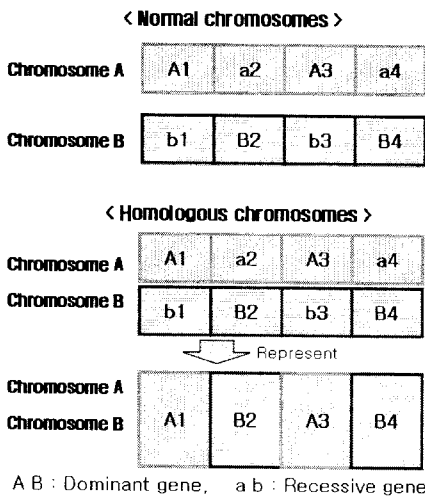 < Normal chromosomes >
Chromosome A A1 a2 A3 a4
Chromosome B b1 B2 b3 B4
< Homologous chromosomes >
Chromosome A A1 a2 A3 a4
Chromosome B b1 B2 b3 B4
Represent
Chromosome A
Chromosome B A1 B2 A3 B4
A B : Dominant gene, a b : Recessive gene